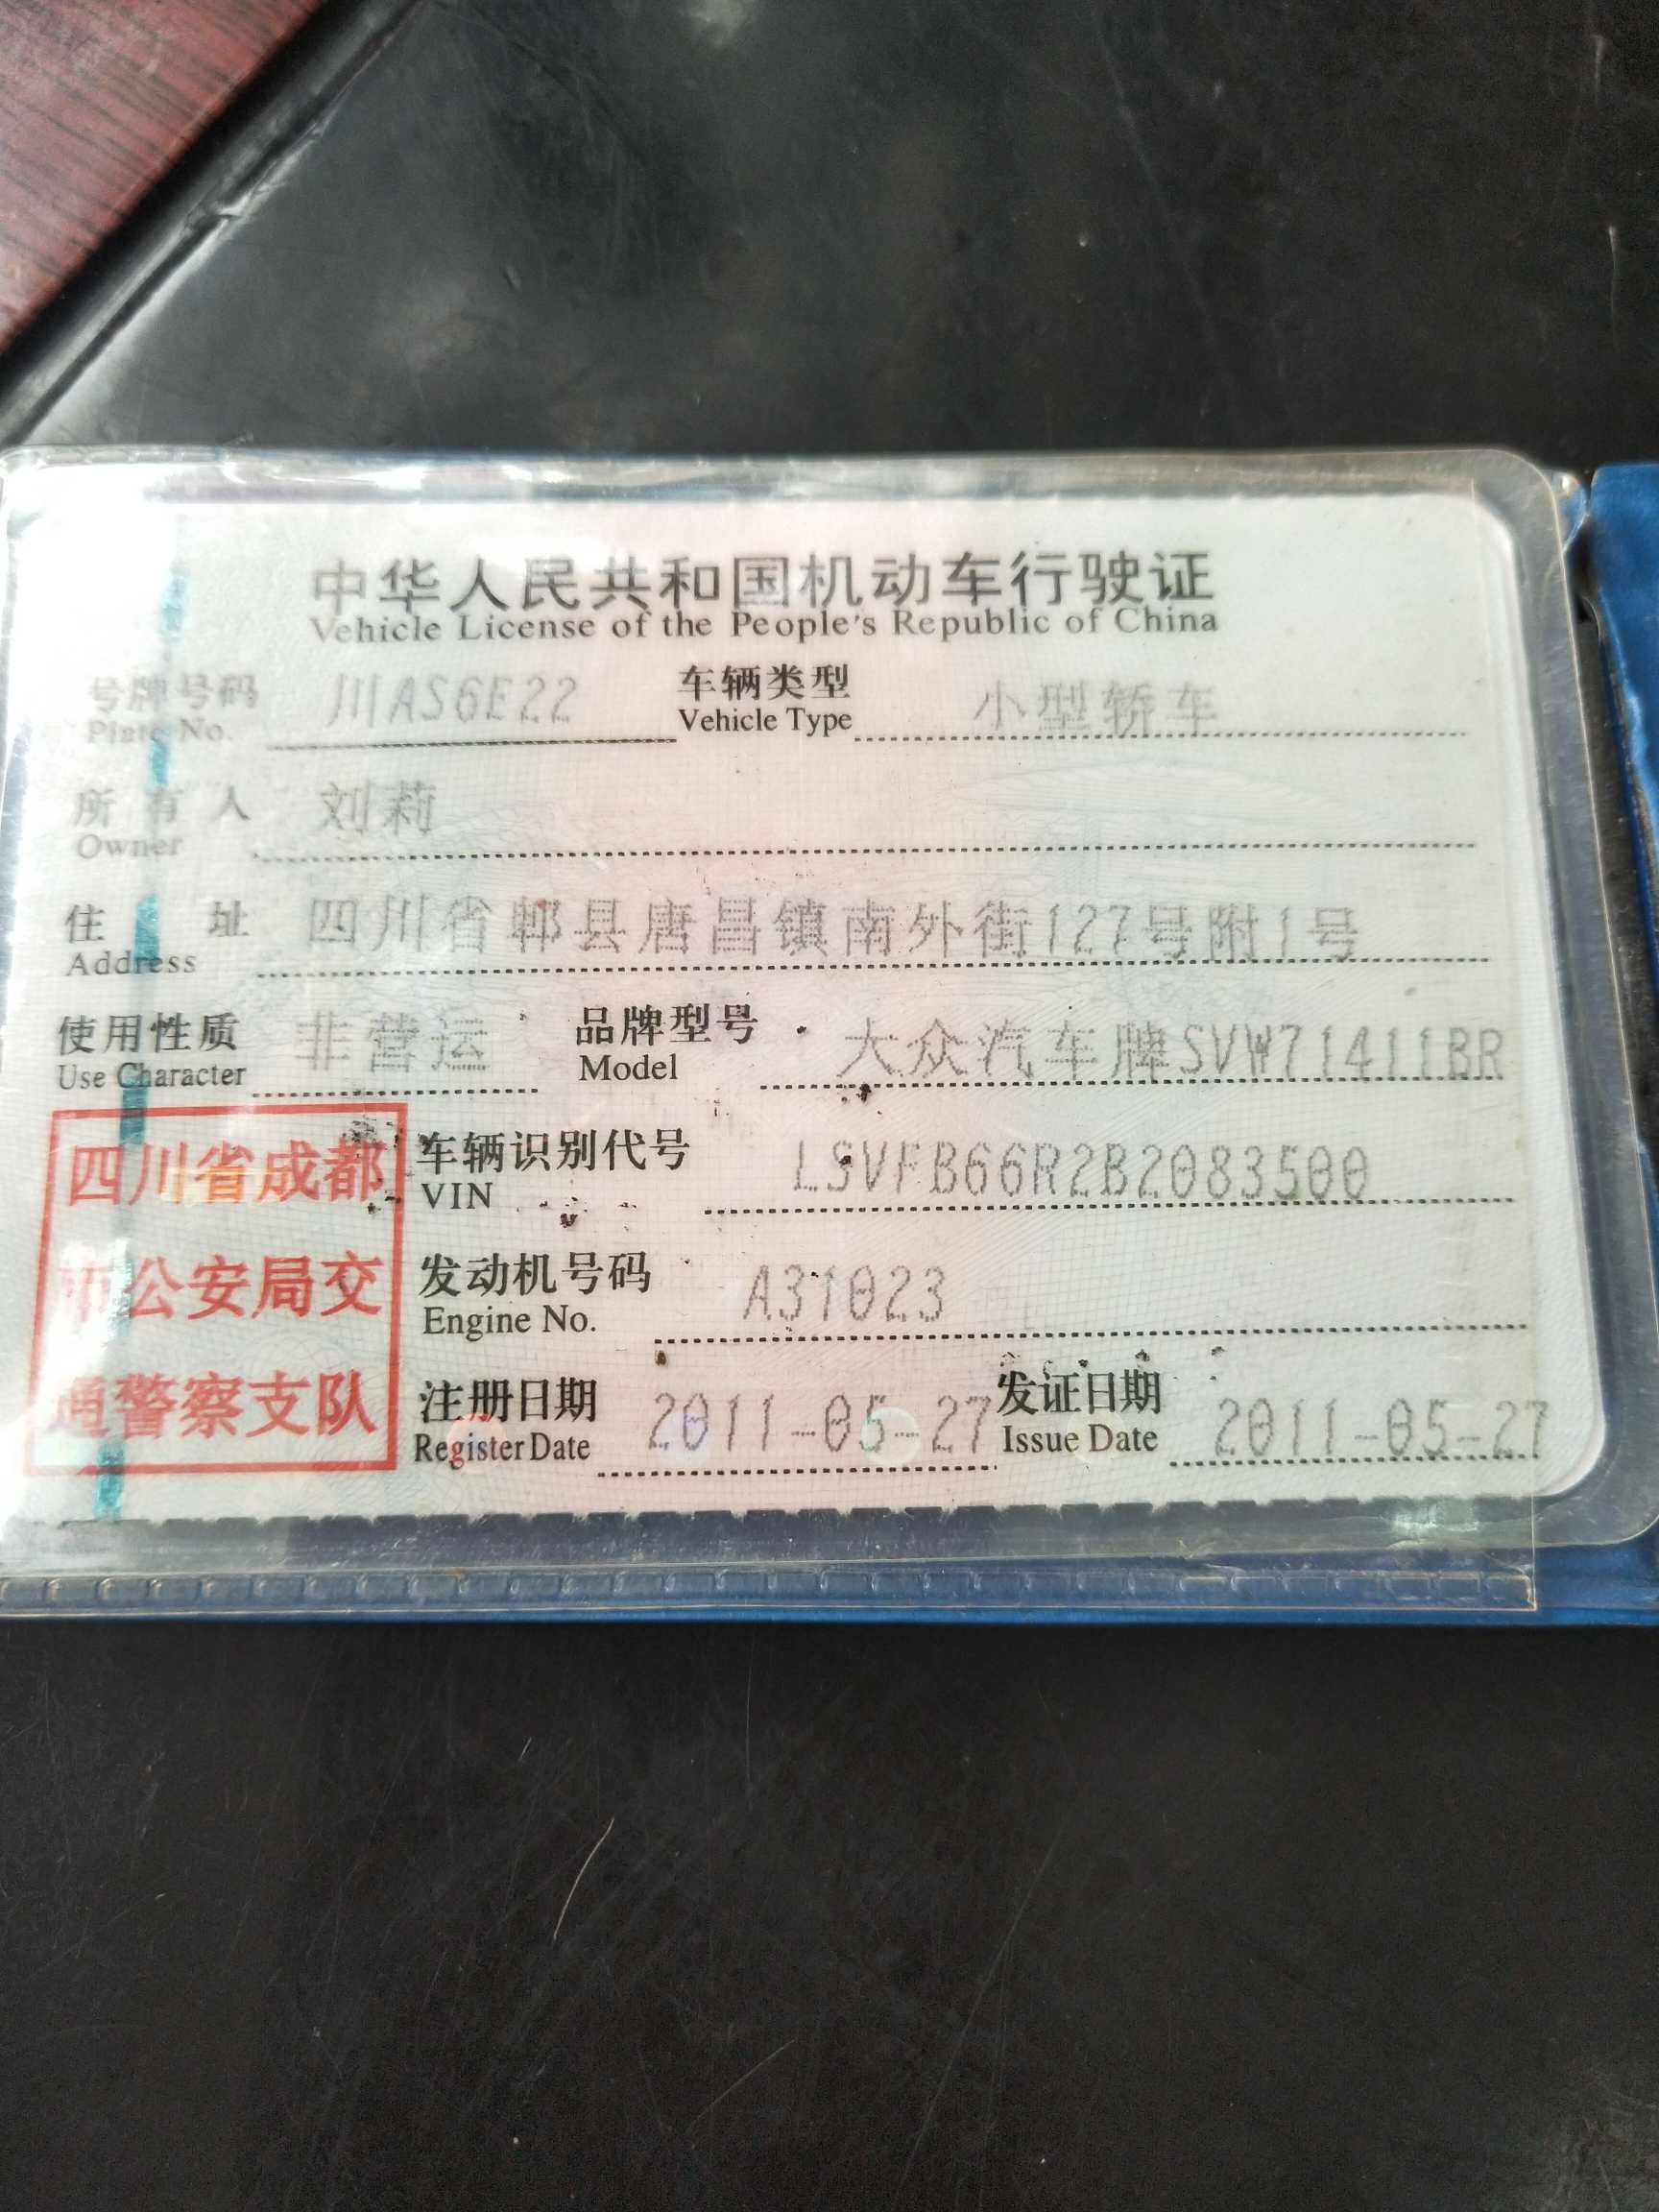 中华人民共和国机动车行驶证
Vehicle License of the People's Republic of China
号牌号码 川AS6E22 车辆类型 小型轿车
Plate No. Vehicle Type
所有人 刘莉
Owner
住址 四川省郫县唐昌镇南外街127号附1号
Address
使用性质 非营运 品牌型号 大众汽车牌SVW71411BR
Use Character Model
四川省成都
市公安局交
通警察支队
车辆识别代号 LSVFB66R2B2083500
VIN
发动机号码 A31023
Engine No.
注册日期 2011-05-27 发证日期 2011-05-27
Register Date Issue Date